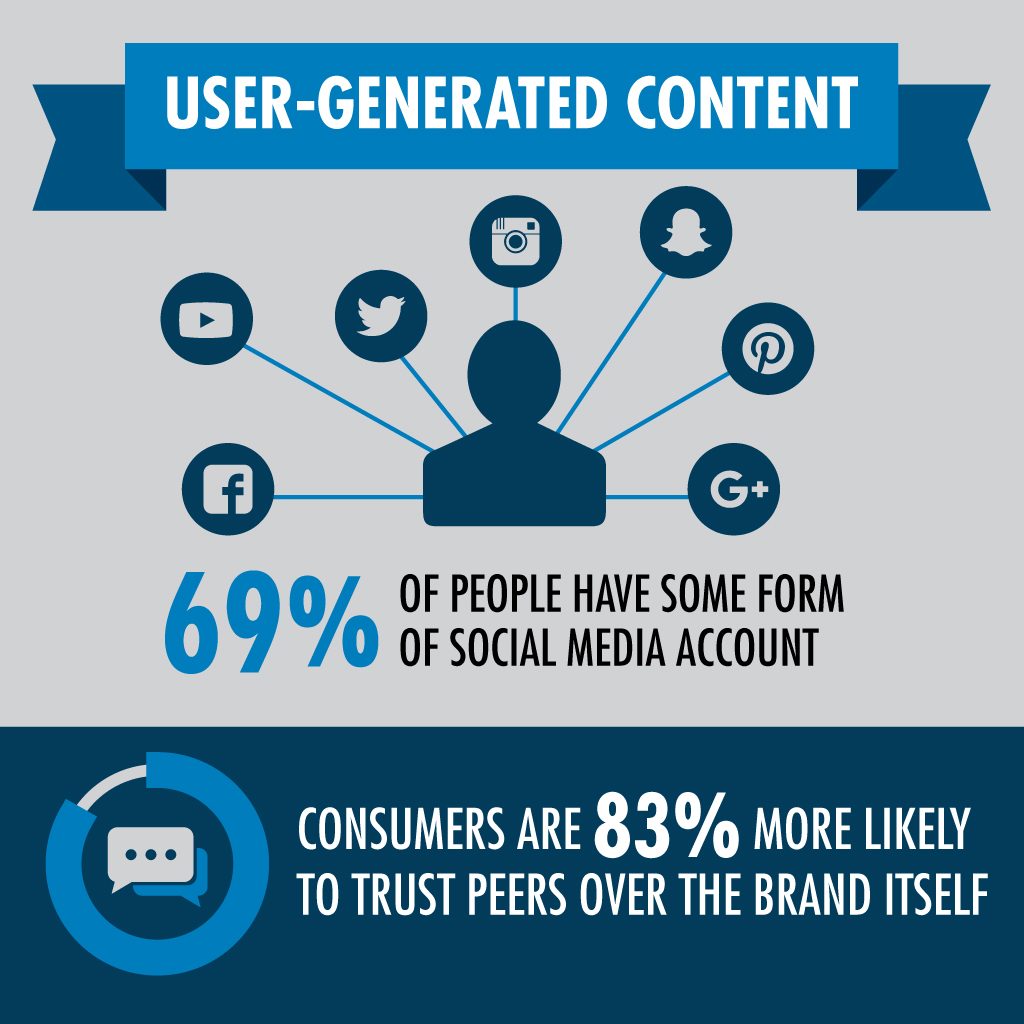 USER-GENERATED CONTENT
G+
69% OF PEOPLE HAVE SOME FORM
OF SOCIAL MEDIA ACCOUNT
CONSUMERS ARE 83% MORE LIKELY
TO TRUST PEERS OVER THE BRAND ITSELF